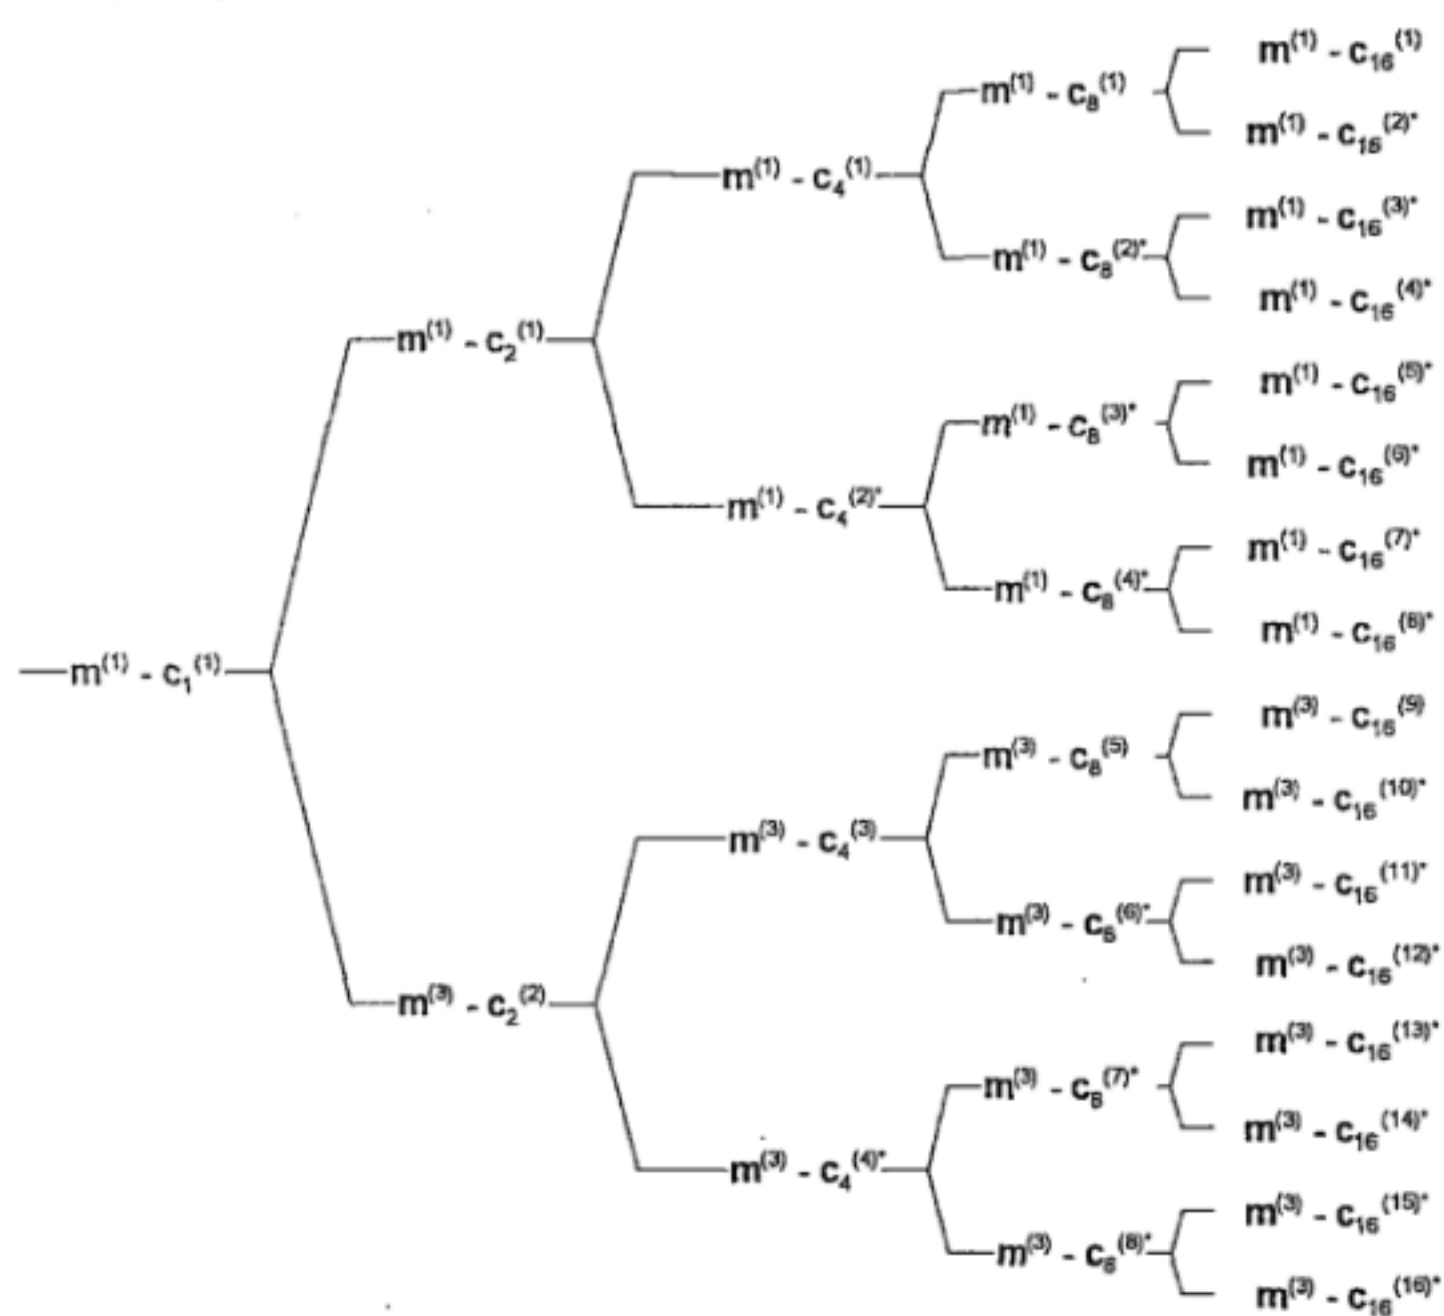 m(1) - c16(1)
m(1) - c8(1)
m(1) - c16(2)*
m(1) - c4(1)
m(1) - c16(3)*
m(1) - c8(2)*
m(1) - c16(4)*
m(1) - c2(1)
m(1) - c16(5)*
m(1) - c8(3)*
m(1) - c16(6)*
m(1) - c4(2)*
m(1) - c16(7)*
m(1) - c8(4)*
m(1) - c16(8)*
m(1) - c1(1)
m(3) - c16(9)
m(3) - c8(5)
m(3) - c16(10)*
m(3) - c4(3)
m(3) - c16(11)*
m(3) - c8(6)*
m(3) - c16(12)*
m(3) - c2(2)
m(3) - c16(13)*
m(3) - c8(7)*
m(3) - c16(14)*
m(3) - c4(4)*
m(3) - c16(15)*
m(3) - c8(8)*
m(3) - c16(16)*